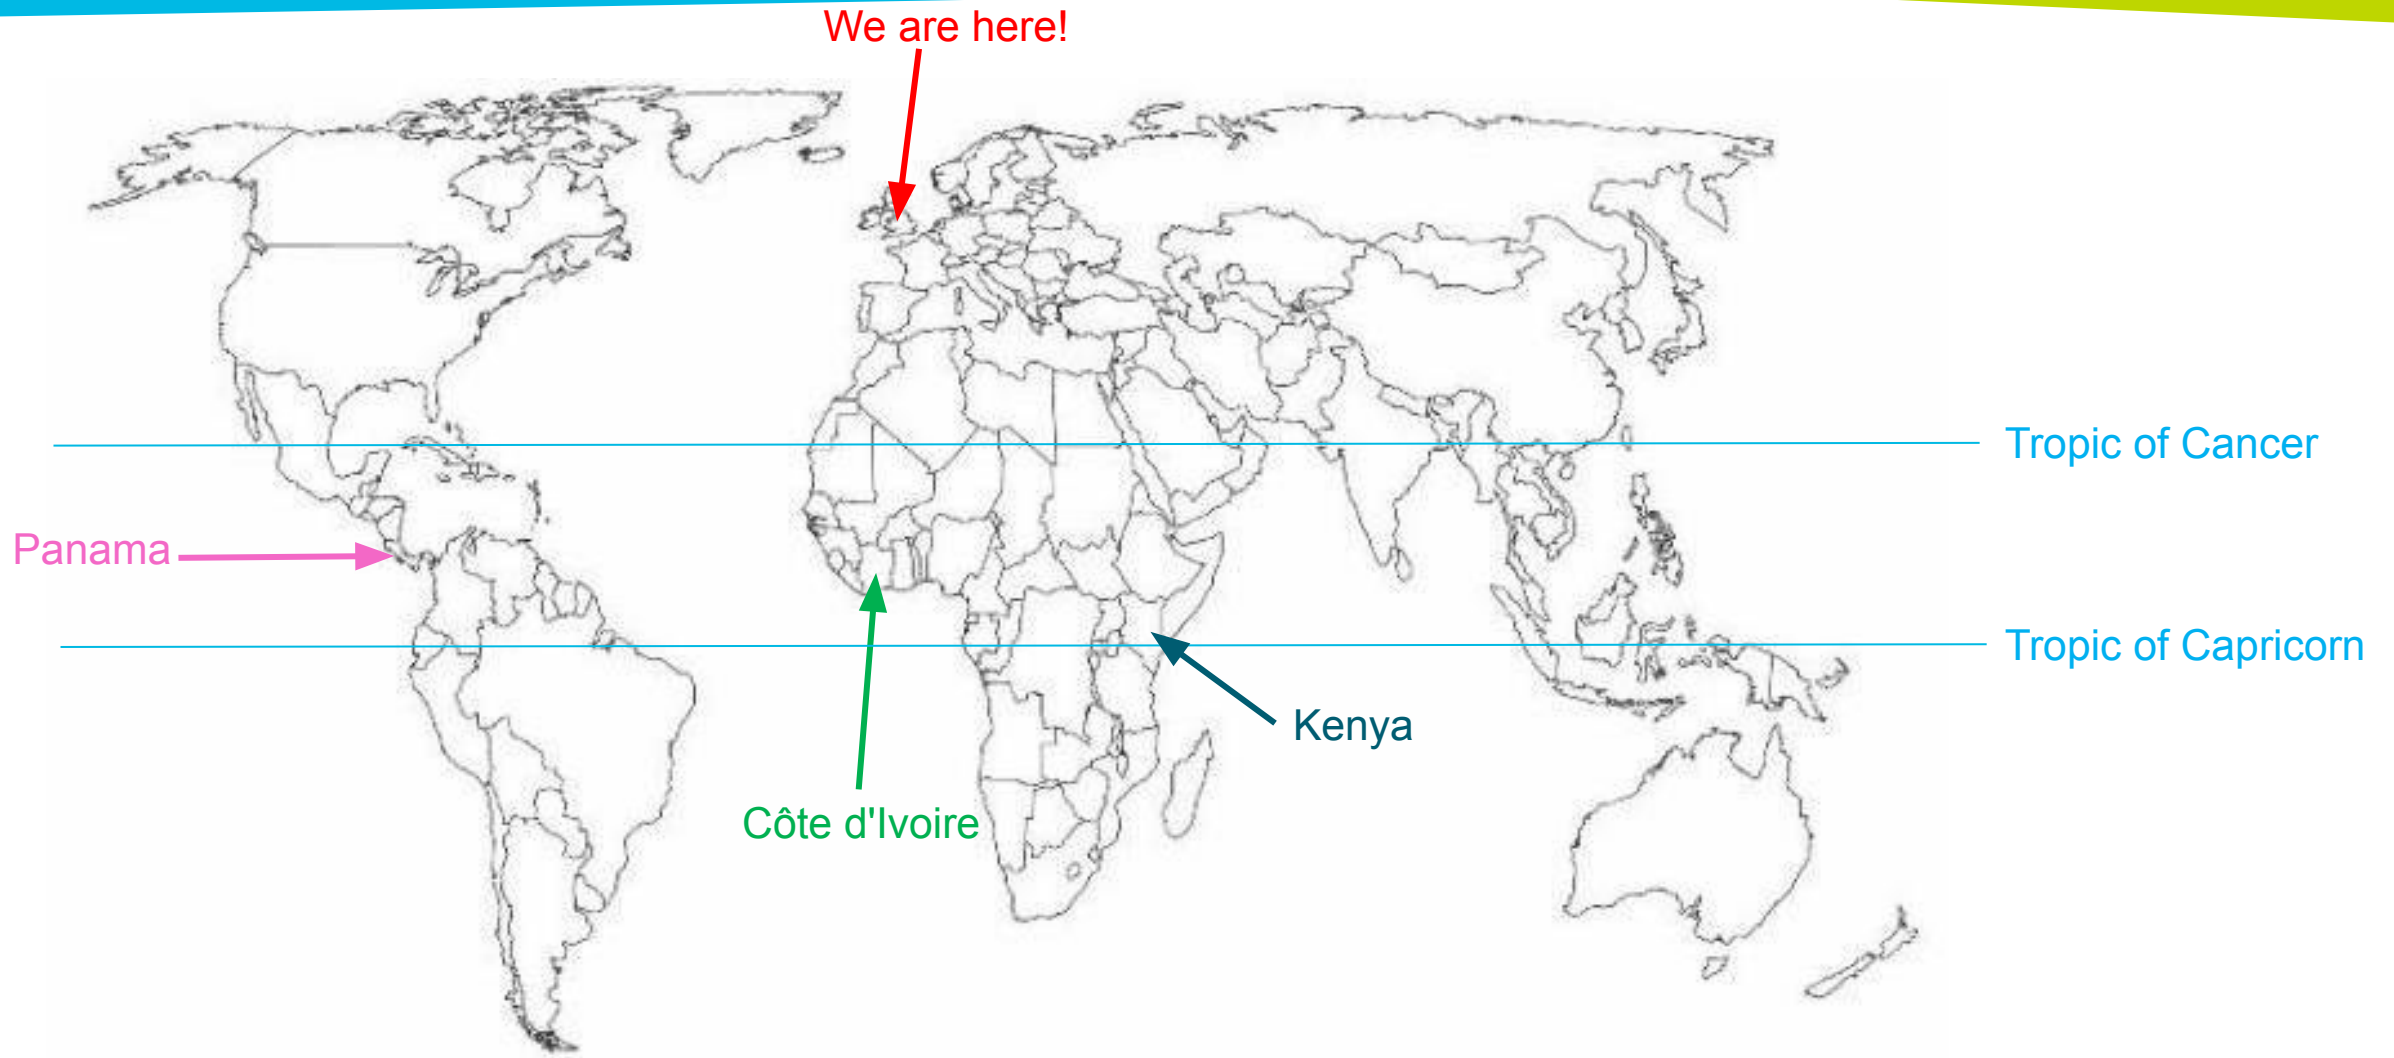 We are here!
Tropic of Cancer
Panama
Tropic of Capricorn
Kenya
Côte d'Ivoire